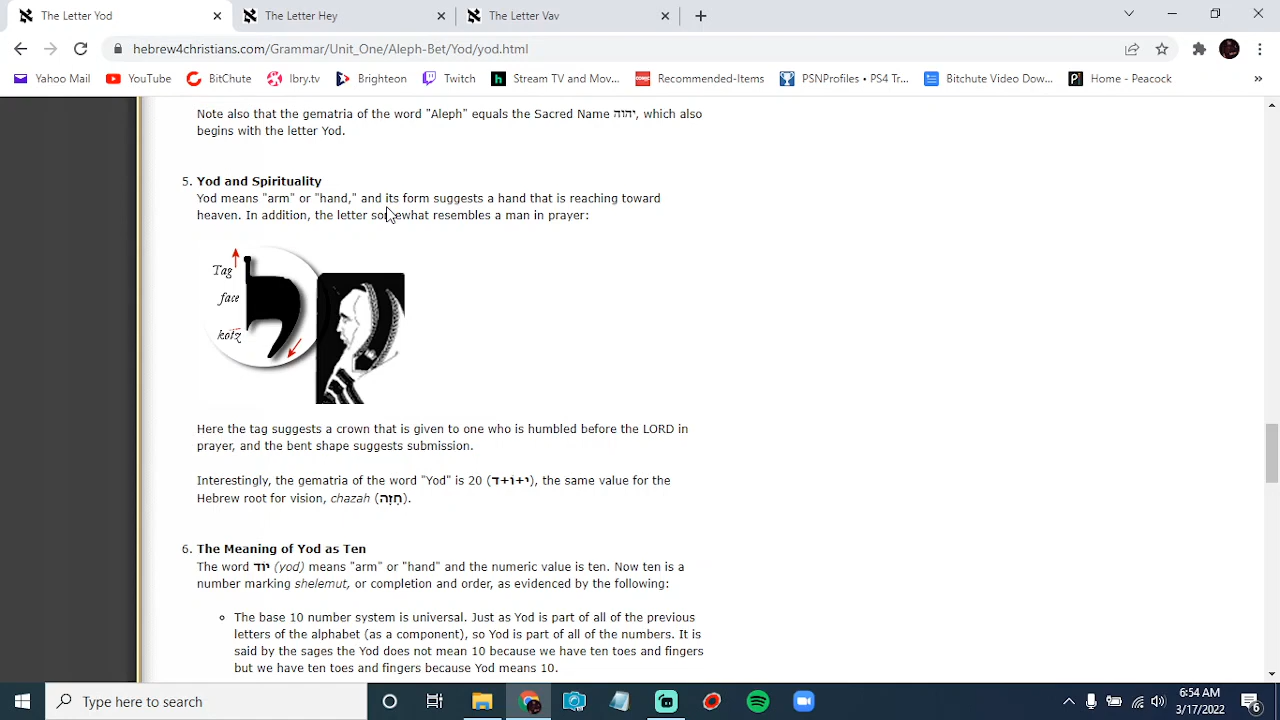 The Letter Yod
The Letter Hey
The Letter Vav
hebrew4christians.com/Grammar/Unit_One/Aleph-Bet/Yod/yod.html
Yahoo Mail
YouTube
BitChute
lbry.tv
Brighteon
Twitch
Stream TV and Mov...
Recommended-Items
PSNProfiles • PS4 Tr...
Bitchute Video Down...
Home - Peacock
Note also that the gematria of the word "Aleph" equals the Sacred Name יהוה, which also
begins with the letter Yod.
5. Yod and Spirituality
Yod means "arm" or "hand," and its form suggests a hand that is reaching toward
heaven. In addition, the letter somewhat resembles a man in prayer:
Tag
face
kotz
Here the tag suggests a crown that is given to one who is humbled before the LORD in
prayer, and the bent shape suggests submission.
Interestingly, the gematria of the word "Yod" is 20 (י+ו+ד), the same value for the
Hebrew root for vision, chazah (חָזָה).
6. The Meaning of Yod as Ten
The word יוֹד (yod) means "arm" or "hand" and the numeric value is ten. Now ten is a
number marking shelemut, or completion and order, as evidenced by the following:
The base 10 number system is universal. Just as Yod is part of all of the previous
letters of the alphabet (as a component), so Yod is part of all of the numbers. It is
said by the sages the Yod does not mean 10 because we have ten toes and fingers
but we have ten toes and fingers because Yod means 10.
Type here to search
6:54 AM
3/17/2022
6